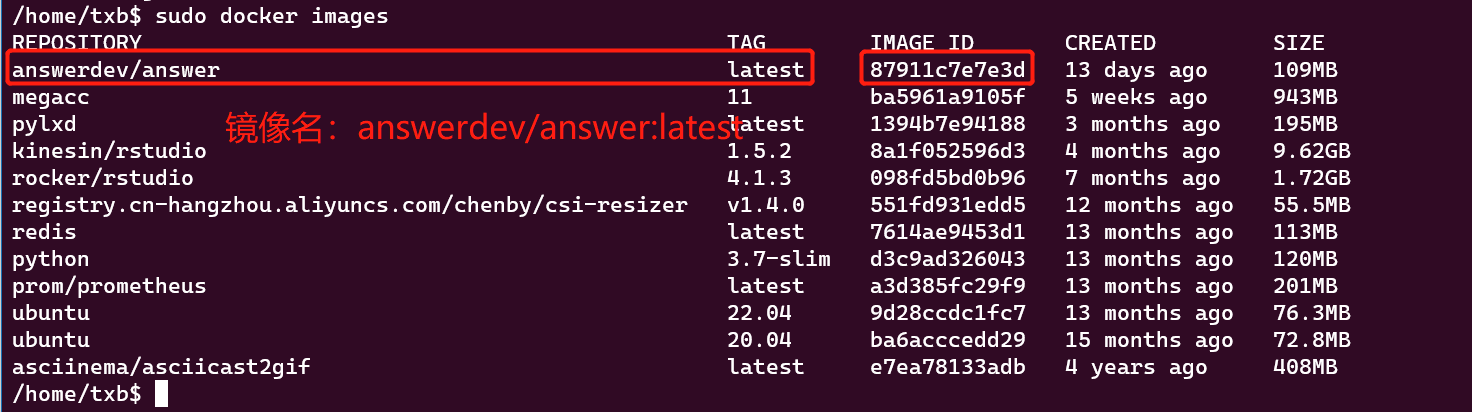 /home/txb$ sudo docker images
REPOSITORY TAG IMAGE ID CREATED SIZE
answerdev/answer latest 87911c7e7e3d 13 days ago 109MB
megacc 11 ba5961a9105f 5 weeks ago 943MB
pylxd latest 1394b7e94188 3 months ago 195MB
镜像名：answerdev/answer:latest
kinesin/rstudio 1.5.2 8a1f052596d3 4 months ago 9.62GB
rocker/rstudio 4.1.3 098fd5bd0b96 7 months ago 1.72GB
registry.cn-hangzhou.aliyuncs.com/chenby/csi-resizer v1.4.0 551fd931edd5 12 months ago 55.5MB
redis latest 7614ae9453d1 13 months ago 113MB
python 3.7-slim d3c9ad326043 13 months ago 120MB
prom/prometheus latest a3d385fc29f9 13 months ago 201MB
ubuntu 22.04 9d28ccdc1fc7 13 months ago 76.3MB
ubuntu 20.04 ba6acccedd29 15 months ago 72.8MB
asciinema/asciicast2gif latest e7ea78133adb 4 years ago 408MB
/home/txb$